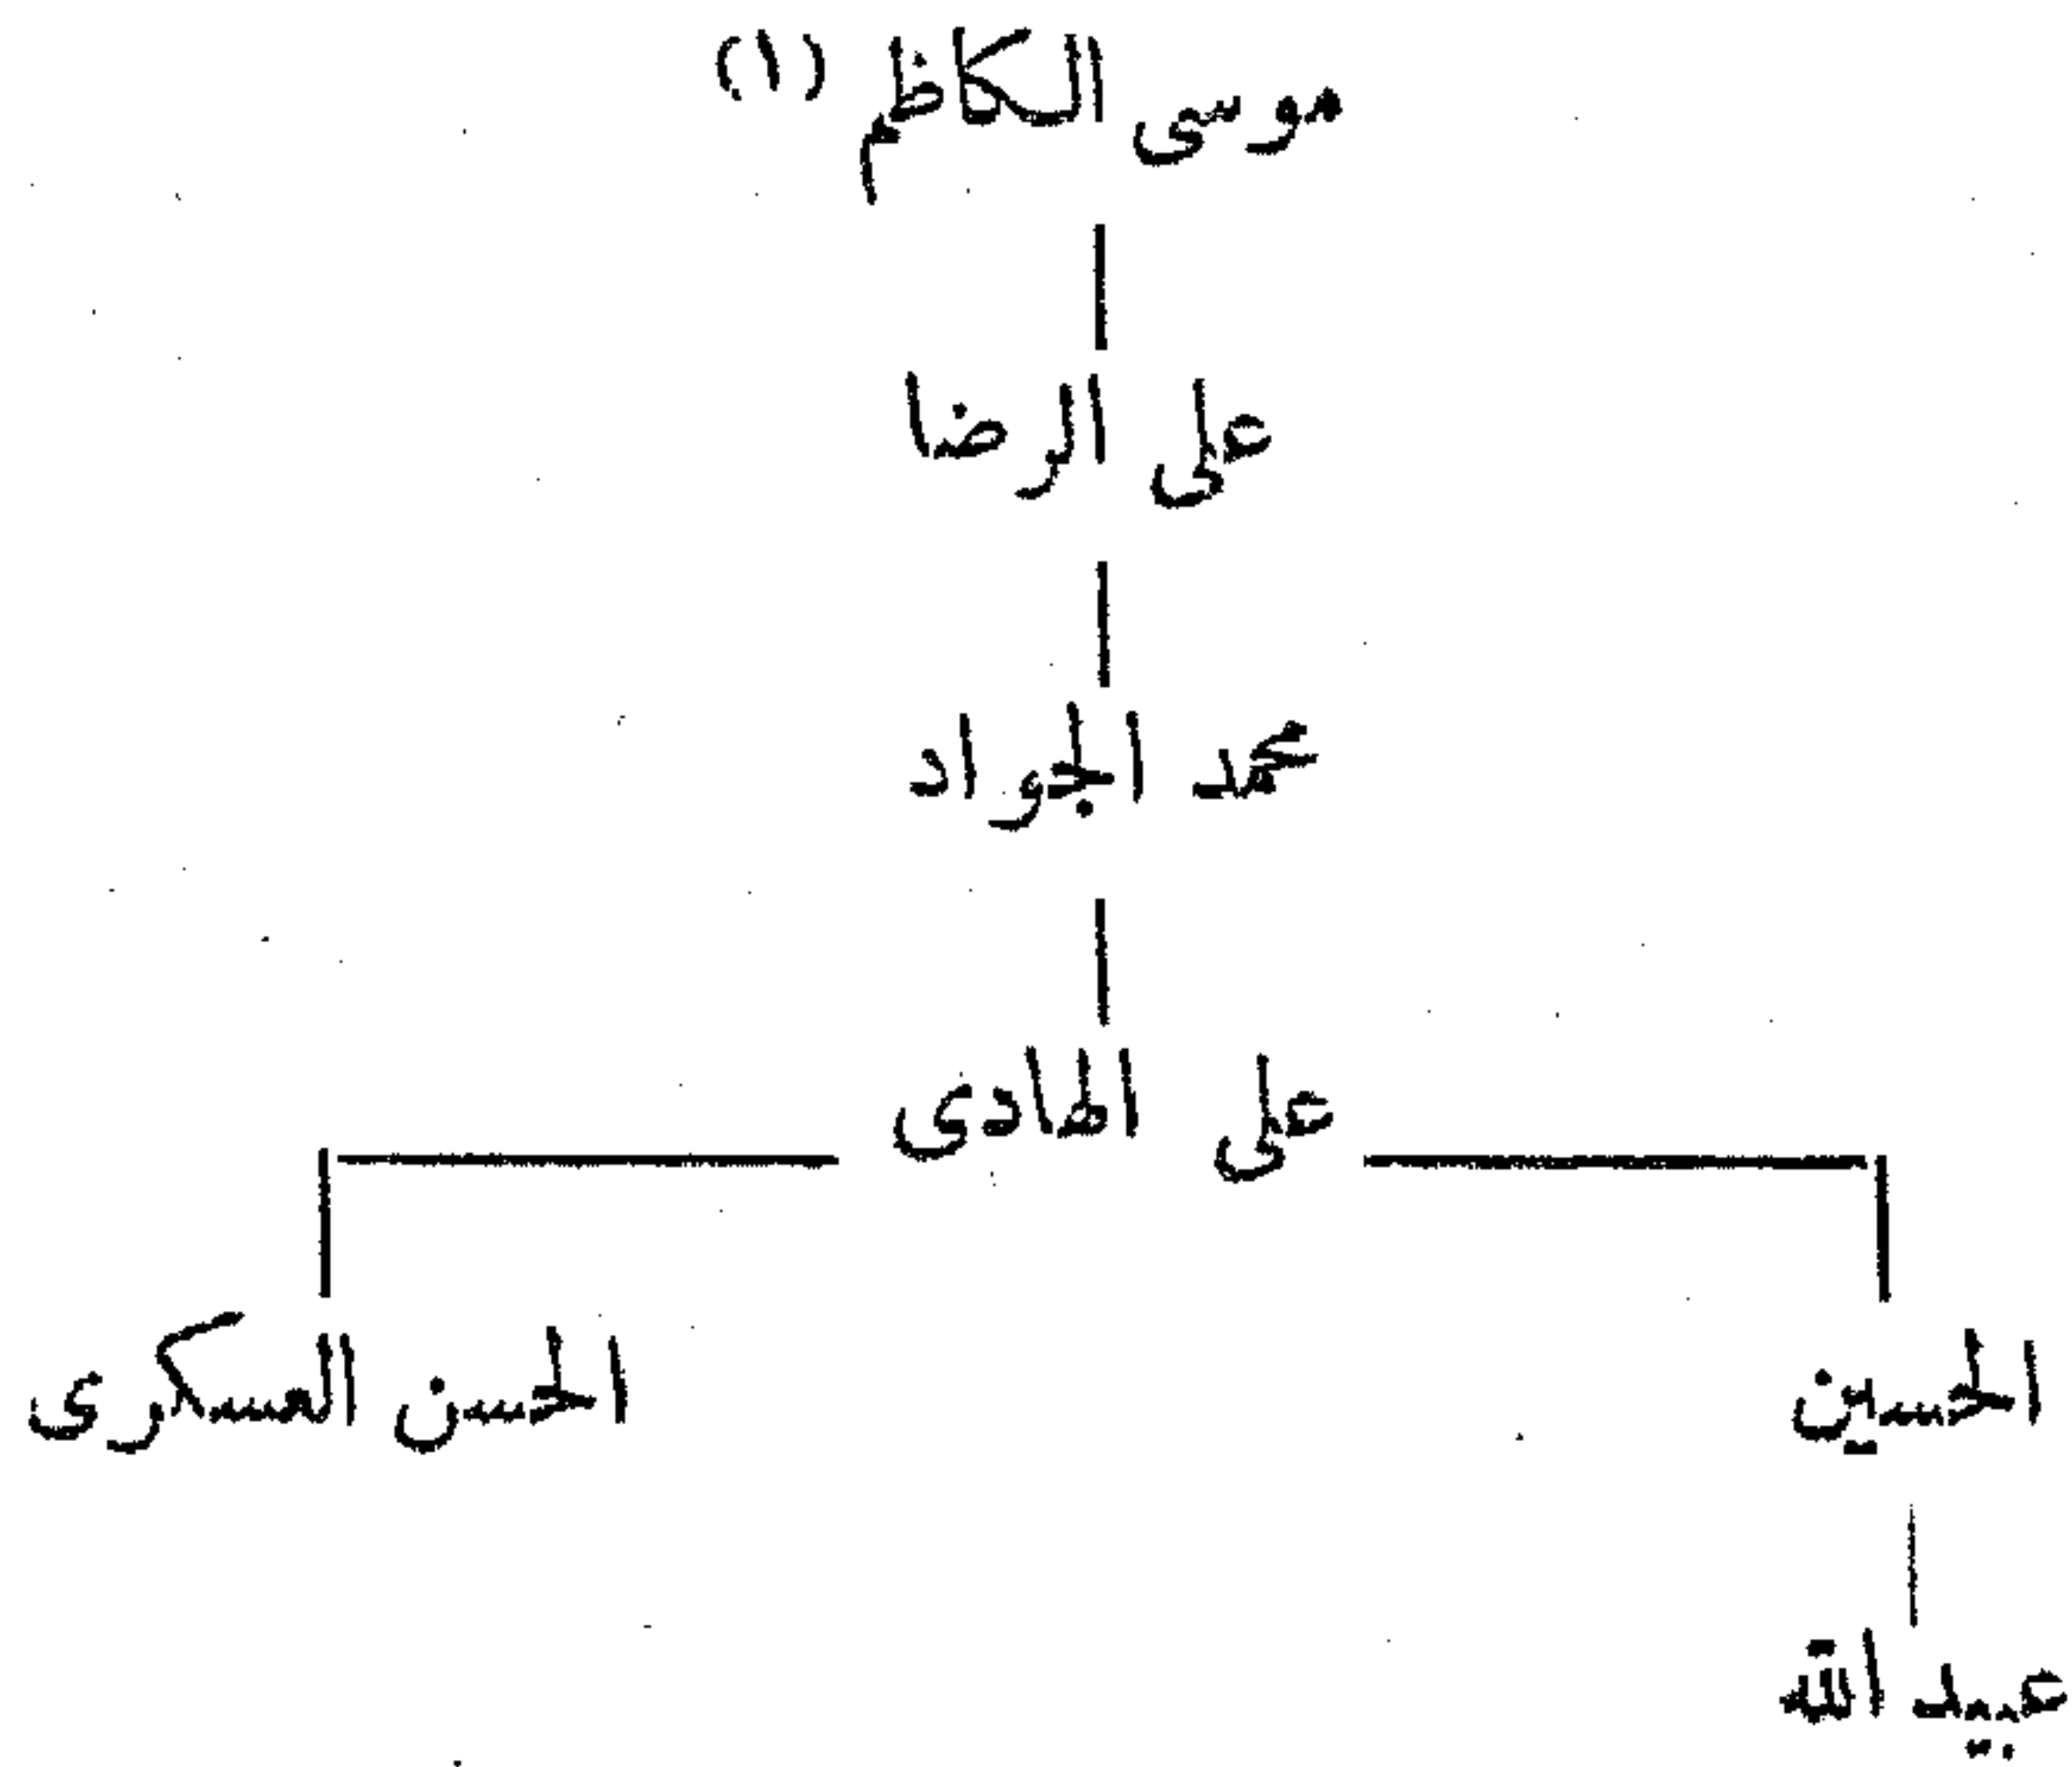 موسى الكاظم (١)
على الرضا
محمد الجواد
على الهادى
الحسين
الحسن العسكرى
عبيد الله